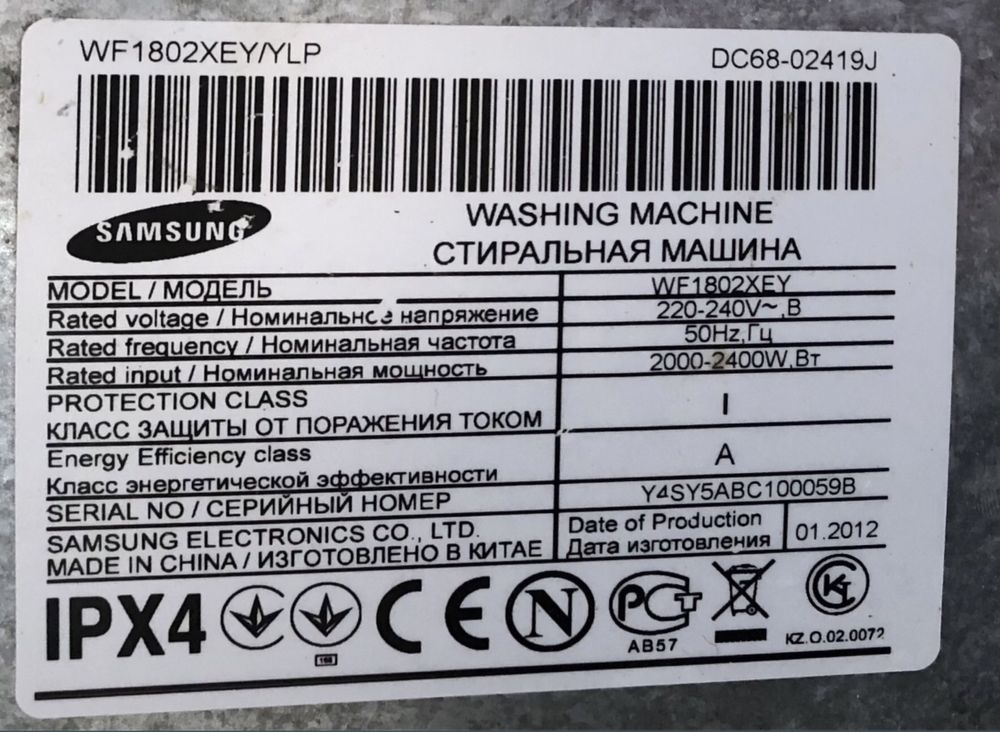 WF1802XEY/YLP DC68-02419J
SAMSUNG
WASHING MACHINE
СТИРАЛЬНАЯ МАШИНА
MODEL / МОДЕЛЬ WF1802XEY
Rated voltage / Номинальное напряжение 220-240V~,В
Rated frequency / Номинальная частота 50Hz,Гц
Rated input / Номинальная мощность 2000-2400W,Вт
PROTECTION CLASS I
КЛАСС ЗАЩИТЫ ОТ ПОРАЖЕНИЯ ТОКОМ
Energy Efficiency class A
Класс энергетической эффективности
SERIAL NO / СЕРИЙНЫЙ НОМЕР Y4SY5ABC100059B
SAMSUNG ELECTRONICS CO., LTD. Date of Production 01.2012
MADE IN CHINA / ИЗГОТОВЛЕНО В КИТАЕ Дата изготовления
IPX4 CE N РСТ
168 АВ57 KZ.O.02.0072